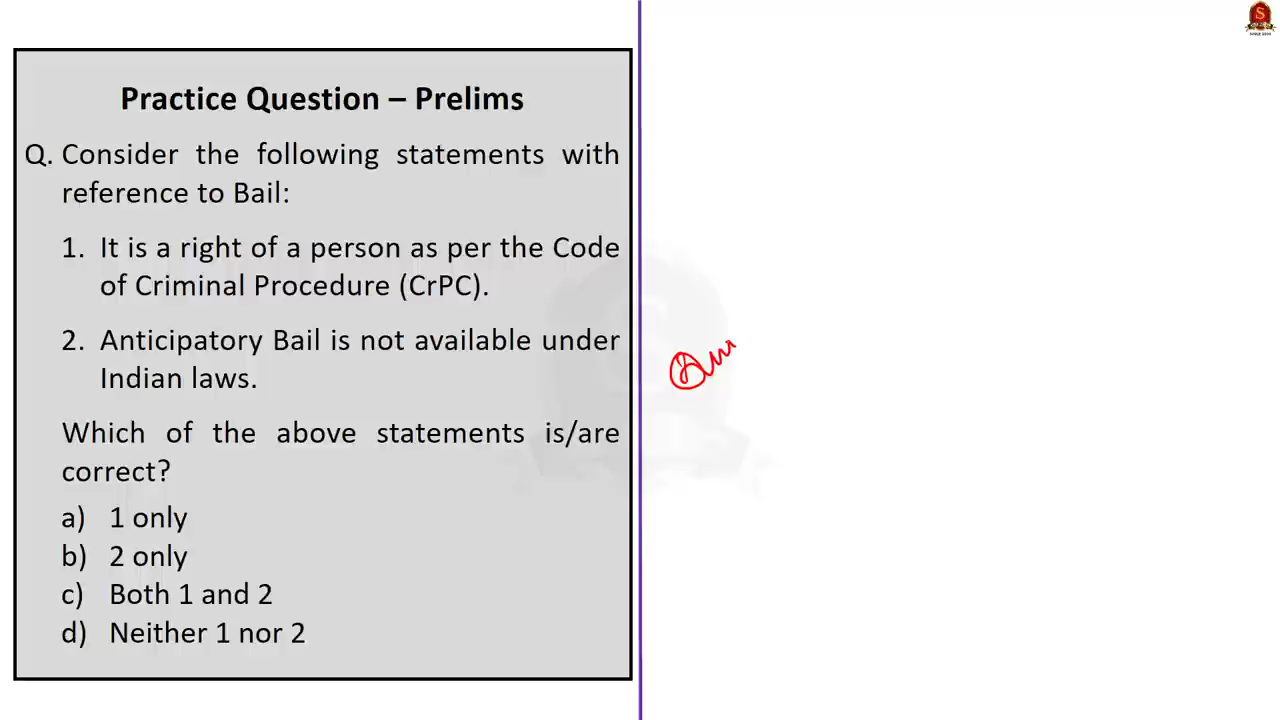 Practice Question – Prelims
Q. Consider the following statements with
reference to Bail:
1. It is a right of a person as per the Code
of Criminal Procedure (CrPC).
2. Anticipatory Bail is not available under
Indian laws.
Which of the above statements is/are
correct?
a) 1 only
b) 2 only
c) Both 1 and 2
d) Neither 1 nor 2